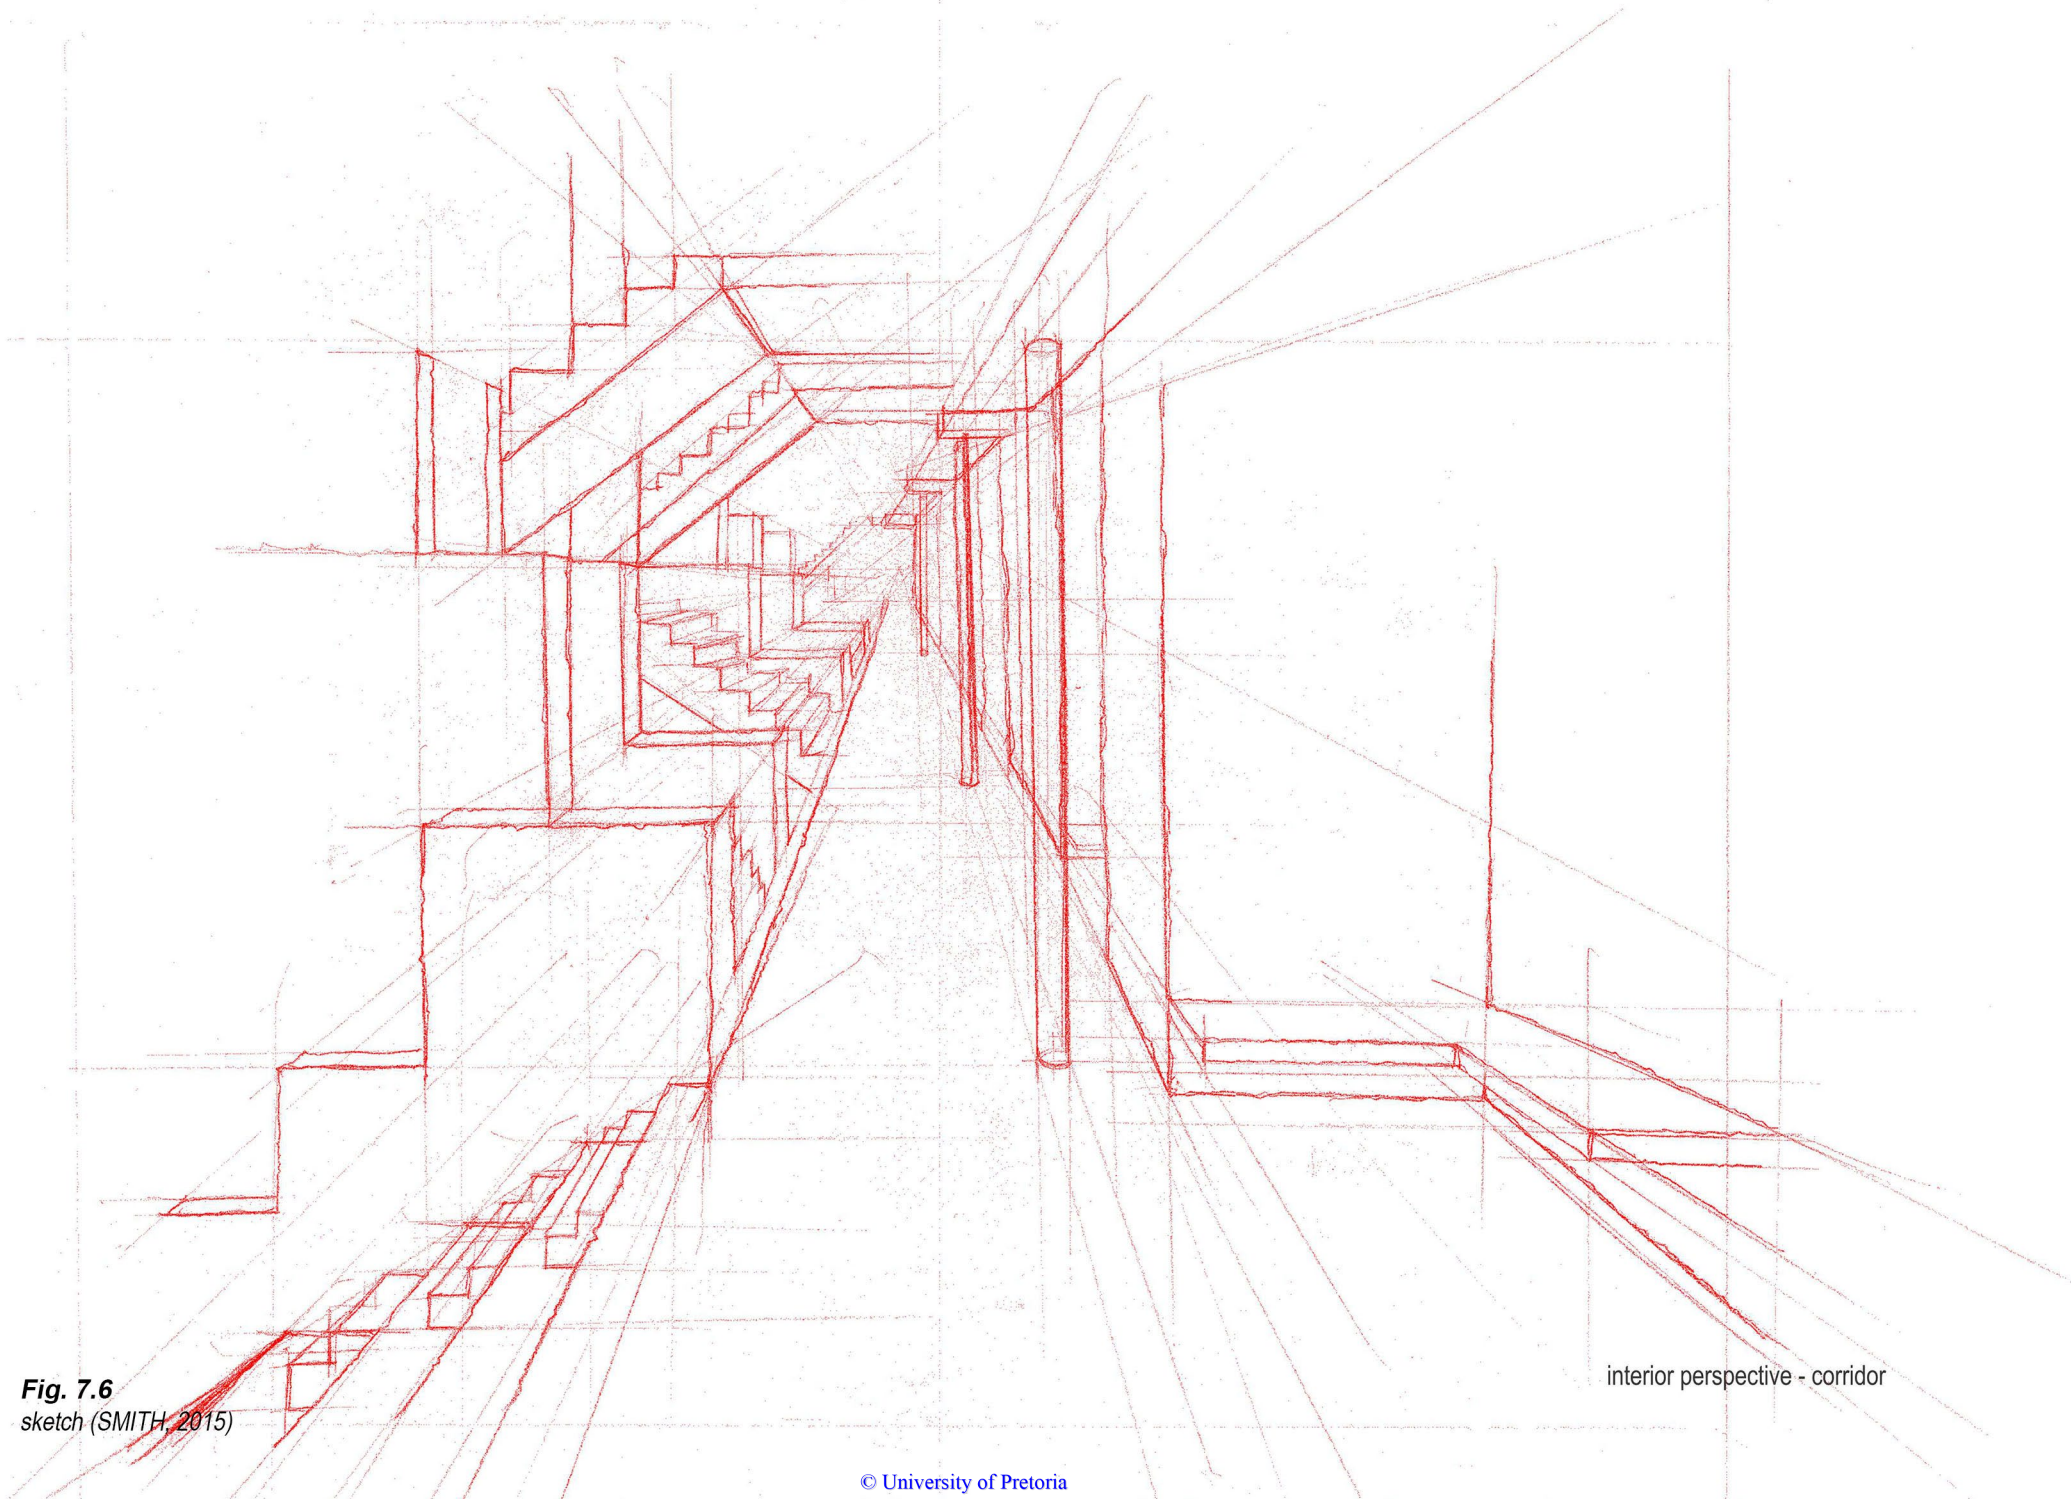 interior perspective - corridor
Fig. 7.6
sketch (SMITH, 2015)
© University of Pretoria